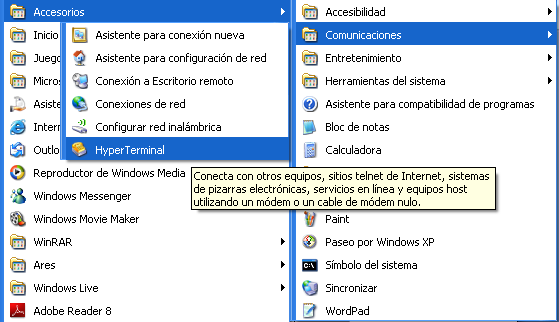 Accesorios
Inicio
Juego
Micros
Asiste
Intern
Outloo
Reproductor de Windows Media
Windows Messenger
Windows Movie Maker
WinRAR
Ares
Windows Live
Adobe Reader 8
Asistente para conexión nueva
Asistente para configuración de red
Conexión a Escritorio remoto
Conexiones de red
Configurar red inalámbrica
HyperTerminal
Conecta con otros equipos, sitios telnet de Internet, sistemas
de pizarras electrónicas, servicios en línea y equipos host
utilizando un módem o un cable de módem nulo.
Accesibilidad
Comunicaciones
Entretenimiento
Herramientas del sistema
Asistente para compatibilidad de programas
Bloc de notas
Calculadora
Paint
Paseo por Windows XP
Símbolo del sistema
Sincronizar
WordPad